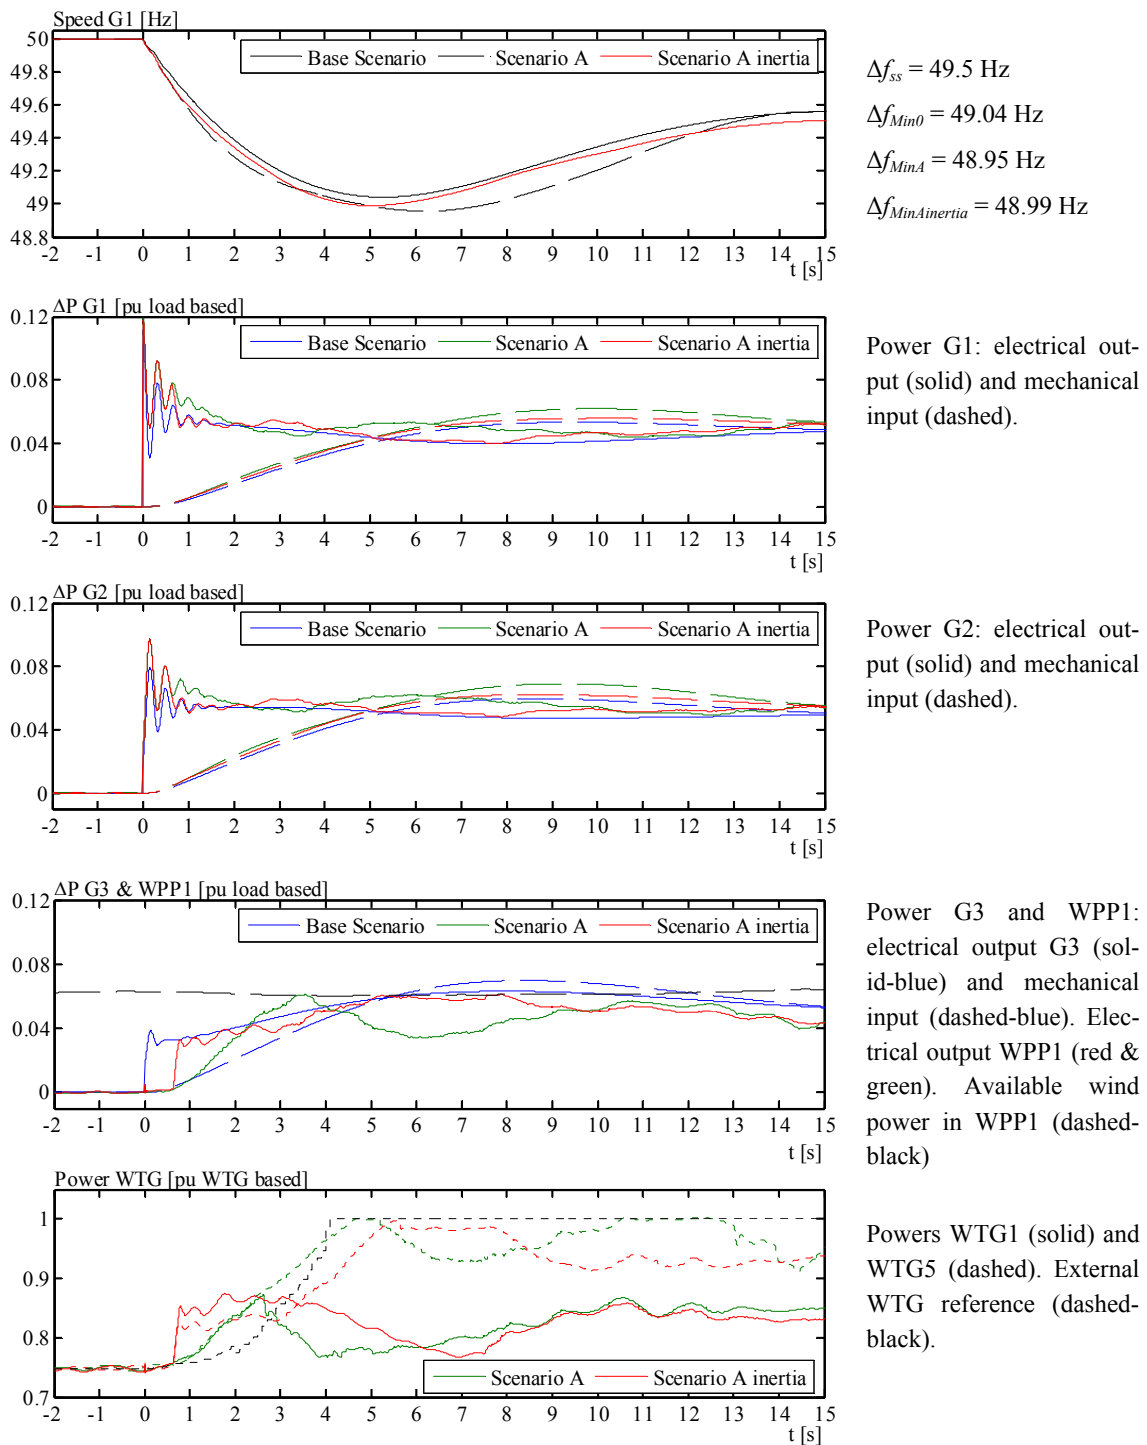 Speed G1 [Hz]
50
49.8
49.6
49.4
49.2
49
48.8
Base Scenario Scenario A Scenario A inertia
-2 -1 0 1 2 3 4 5 6 7 8 9 10 11 12 13 14 15
t [s]
Δfss = 49.5 Hz
ΔfMin0 = 49.04 Hz
ΔfMinA = 48.95 Hz
ΔfMinAinertia = 48.99 Hz
ΔP G1 [pu load based]
0.12
0.08
0.04
0
Base Scenario Scenario A Scenario A inertia
-2 -1 0 1 2 3 4 5 6 7 8 9 10 11 12 13 14 15
t [s]
Power G1: electrical out-
put (solid) and mechanical
input (dashed).
ΔP G2 [pu load based]
0.12
0.08
0.04
0
Base Scenario Scenario A Scenario A inertia
-2 -1 0 1 2 3 4 5 6 7 8 9 10 11 12 13 14 15
t [s]
Power G2: electrical out-
put (solid) and mechanical
input (dashed).
ΔP G3 & WPP1 [pu load based]
0.12
0.08
0.04
0
Base Scenario Scenario A Scenario A inertia
-2 -1 0 1 2 3 4 5 6 7 8 9 10 11 12 13 14 15
t [s]
Power G3 and WPP1:
electrical output G3 (sol-
id-blue) and mechanical
input (dashed-blue). Elec-
trical output WPP1 (red &
green). Available wind
power in WPP1 (dashed-
black)
Power WTG [pu WTG based]
1
0.9
0.8
0.7
Scenario A Scenario A inertia
-2 -1 0 1 2 3 4 5 6 7 8 9 10 11 12 13 14 15
t [s]
Powers WTG1 (solid) and
WTG5 (dashed). External
WTG reference (dashed-
black).